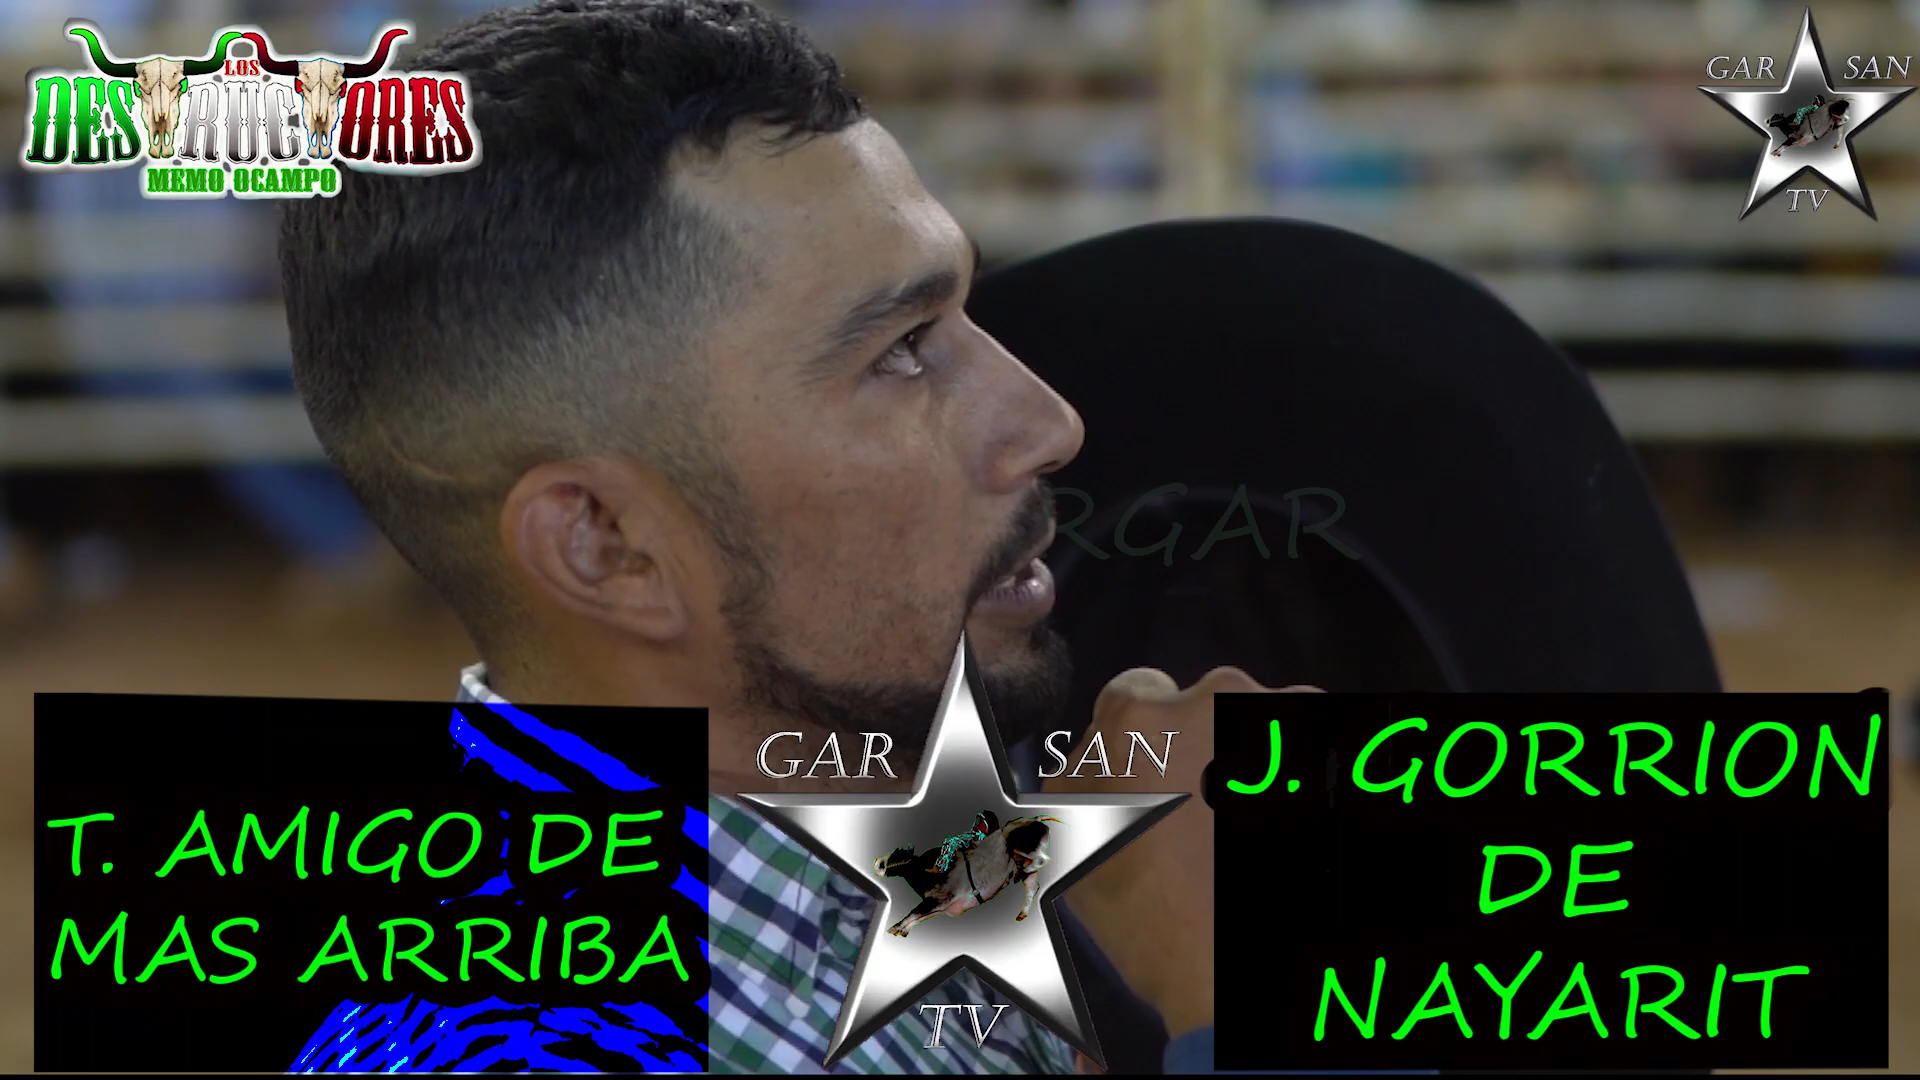 LOS
DESTRUCTORES
MEMO OCAMPO
GAR SAN
TV
RGAR
GAR SAN
TV
T. AMIGO DE
MAS ARRIBA
J. GORRION
DE
NAYARIT